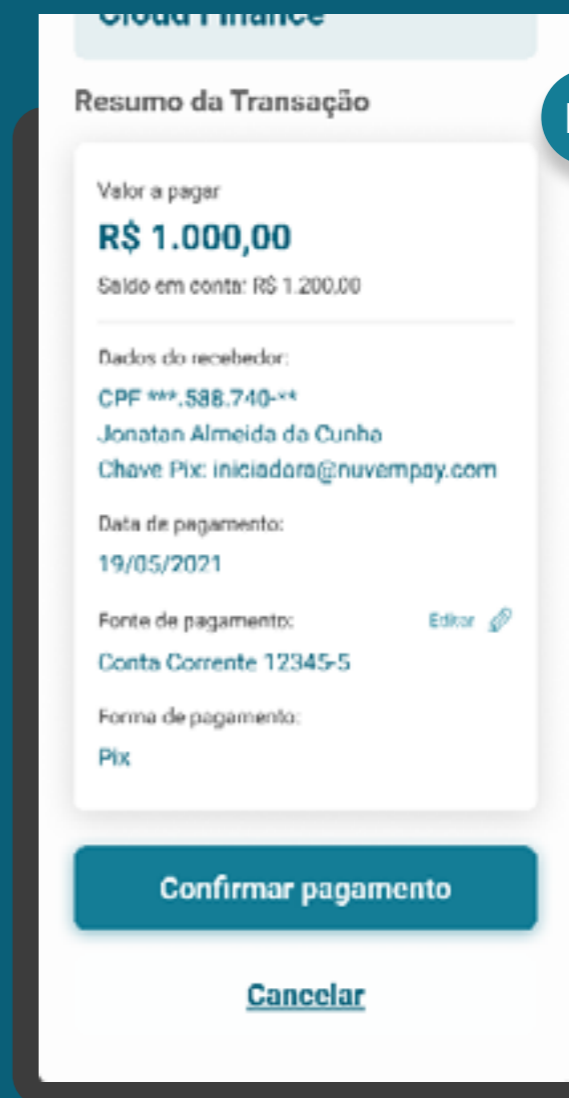 Cloud Finance
Resumo da Transação
Valor a pagar
R$ 1.000,00
Saldo em conta: R$ 1.200,00
Dados do recebedor:
CPF ***.588.740-**
Jonatan Almeida da Cunha
Chave Pix: iniciadora@nuvempay.com
Data de pagamento:
19/05/2021
Fonte de pagamento:
Editar
Conta Corrente 12345-5
Forma de pagamento:
Pix
Confirmar pagamento
Cancelar